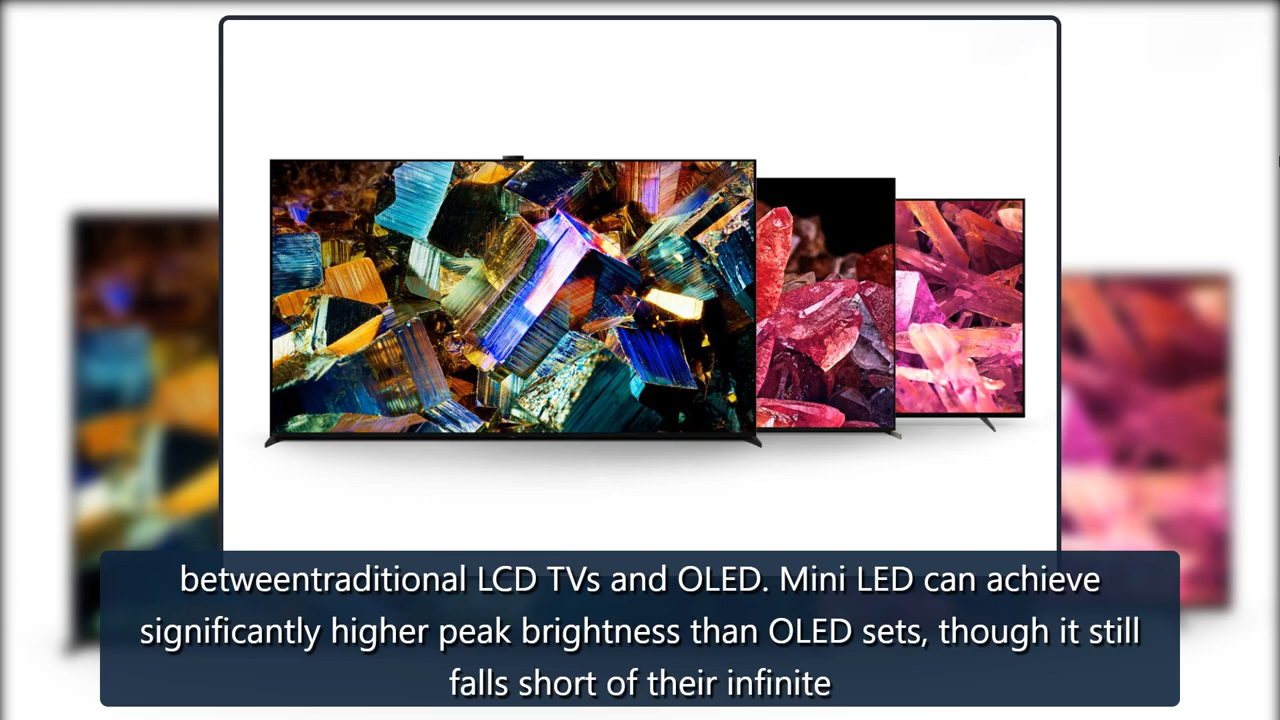 betweentraditional LCD TVs and OLED. Mini LED can achieve
significantly higher peak brightness than OLED sets, though it still
falls short of their infinite